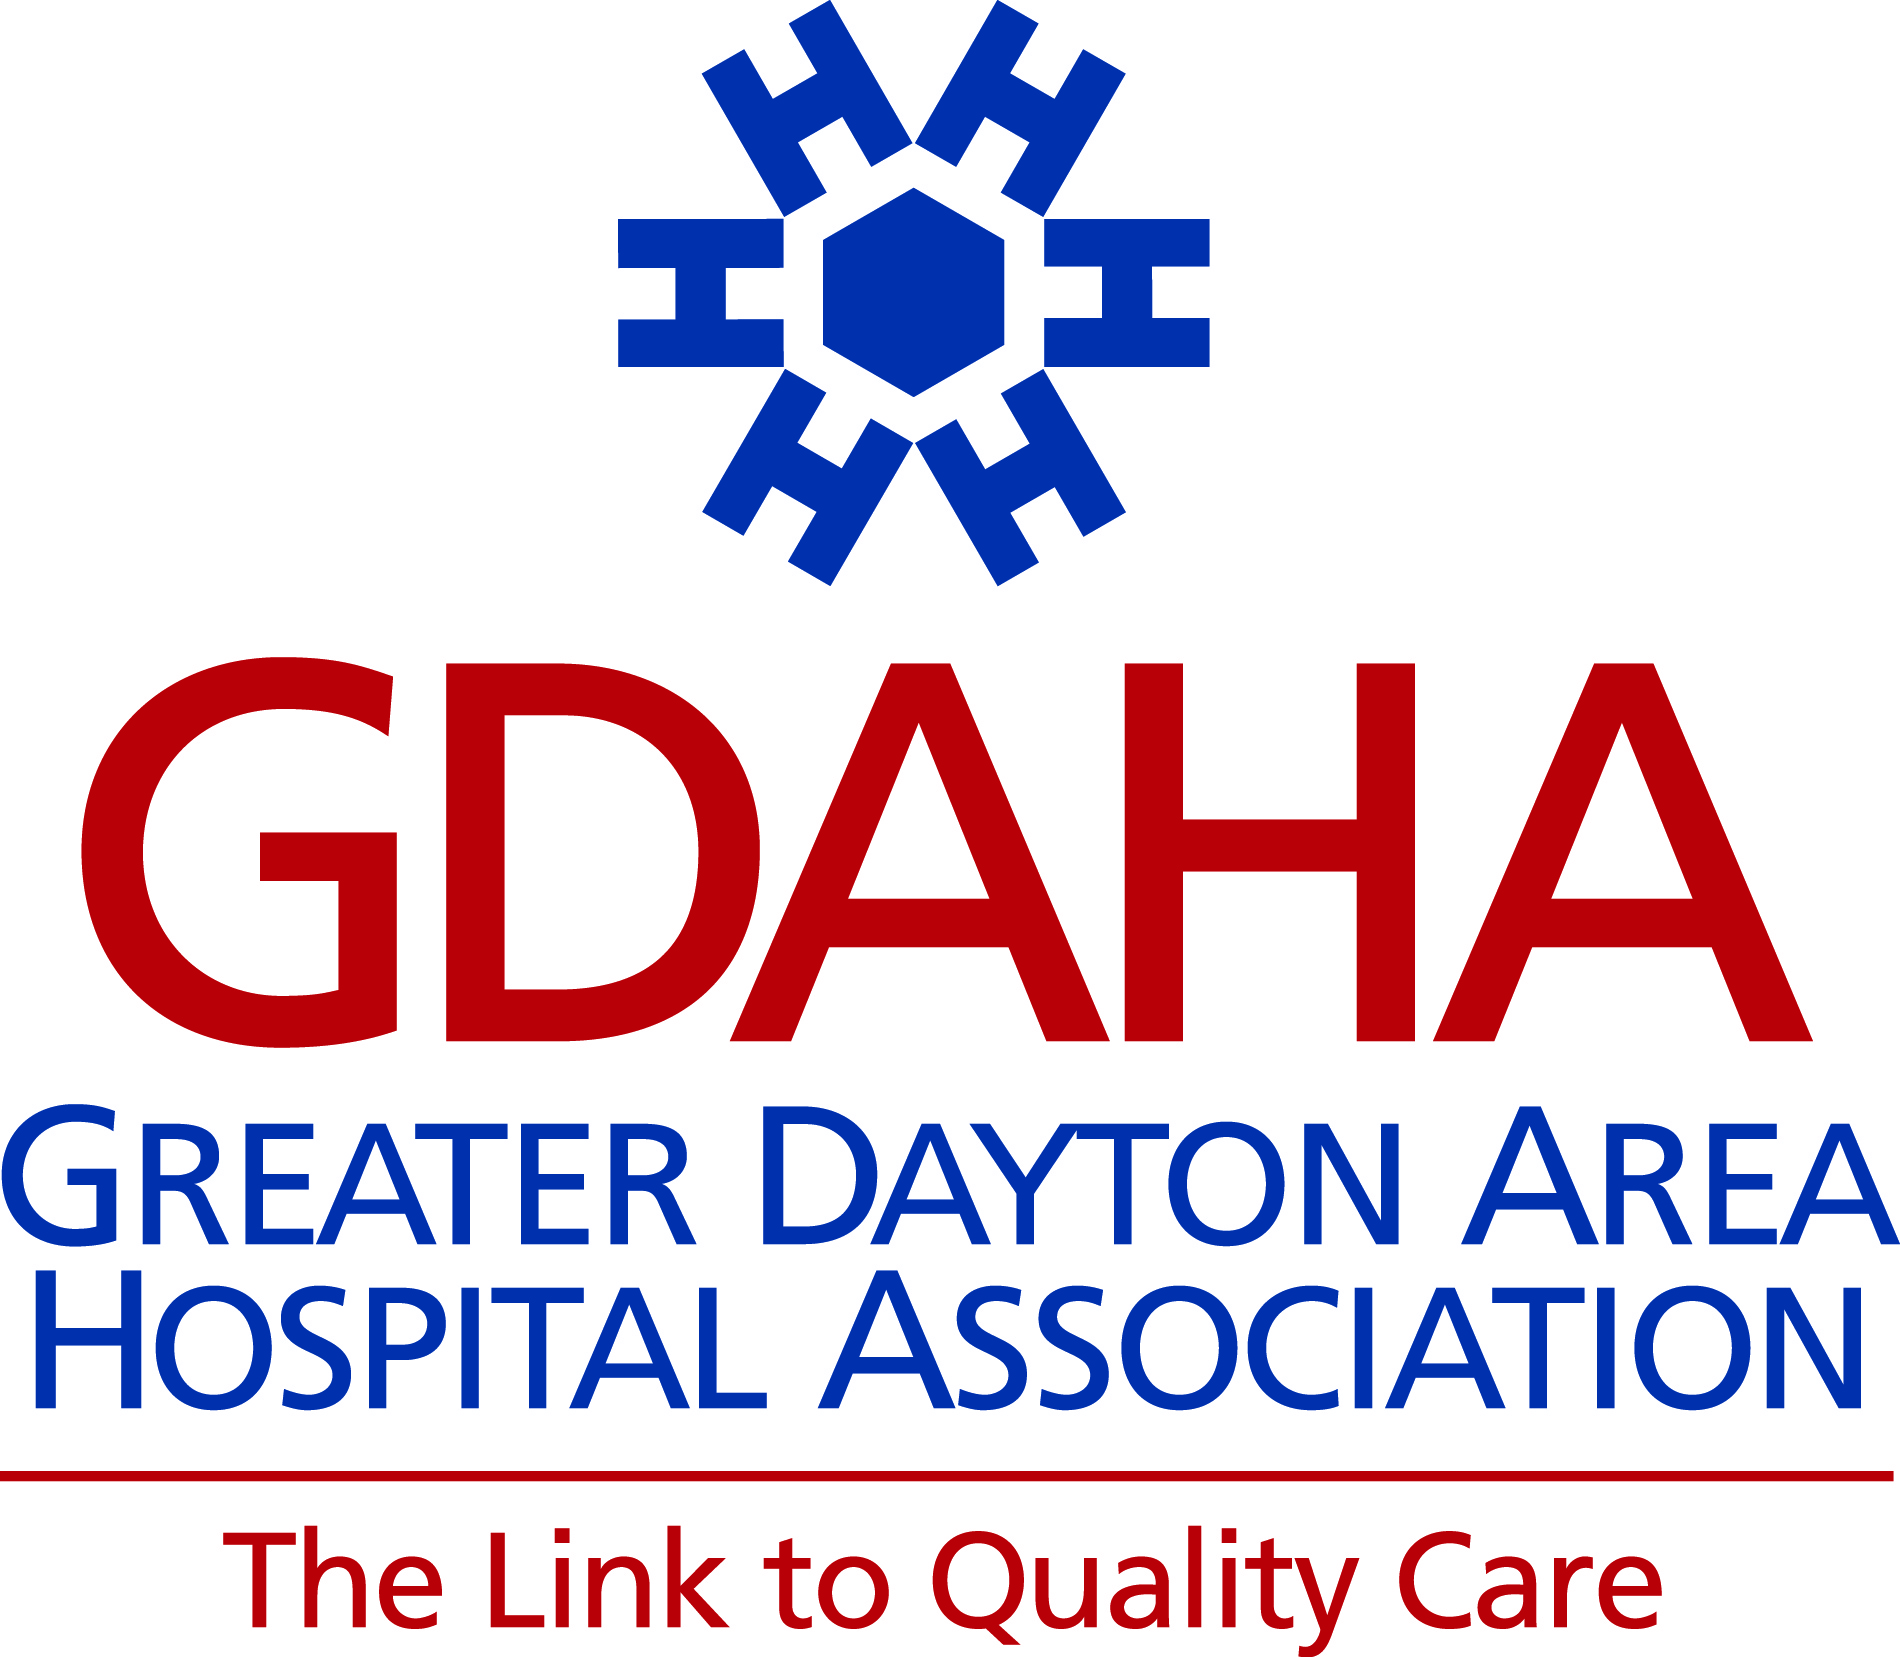 GDAHA
GREATER DAYTON AREA
HOSPITAL ASSOCIATION
The Link to Quality Care